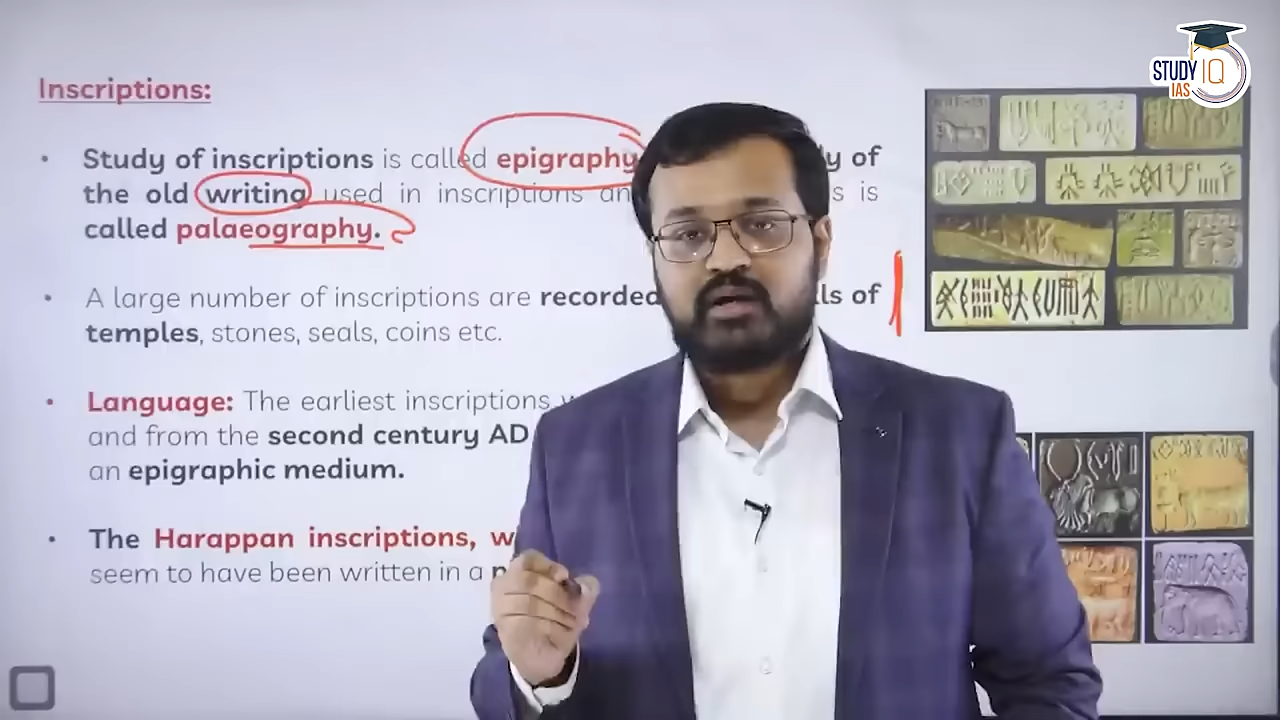 STUDY IQ
IAS
Inscriptions:
• Study of inscriptions is called epigraphy of
the old writing used in inscriptions is
called palaeography.
• A large number of inscriptions are recorded of
temples, stones, seals, coins etc.
• Language: The earliest inscriptions
and from the second century AD
an epigraphic medium.
• The Harappan inscriptions,
seem to have been written in a